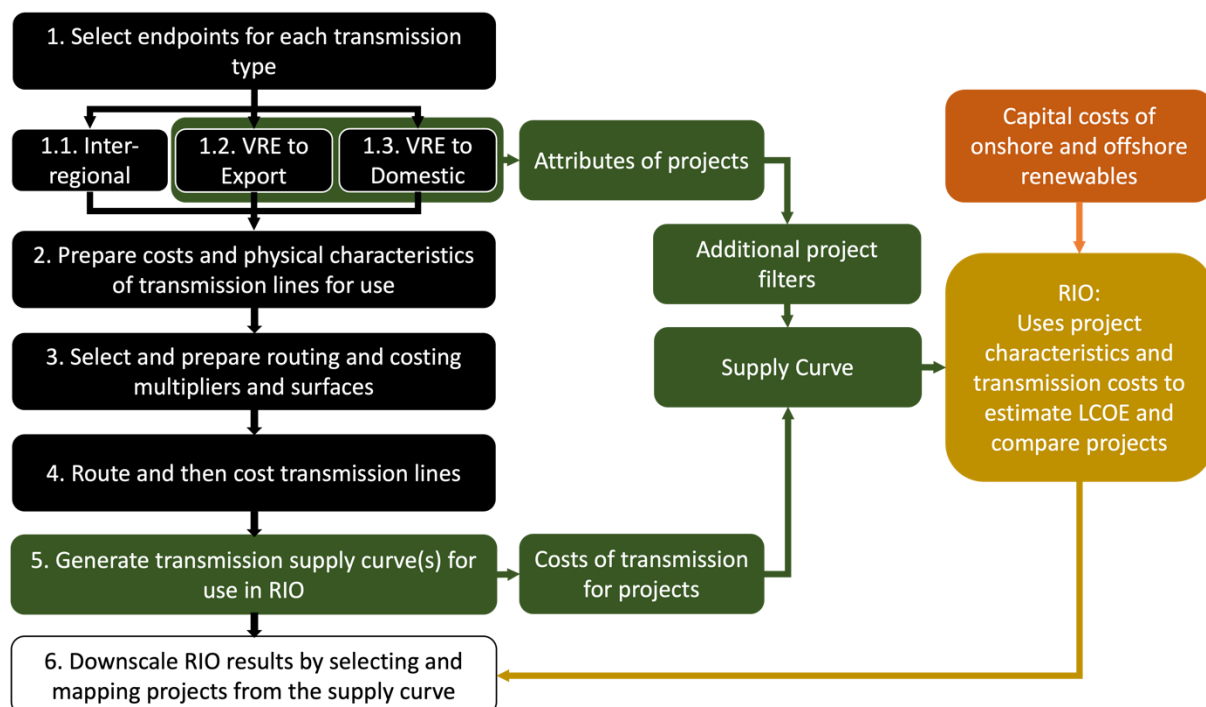 1. Select endpoints for each transmission
type
1.1. Inter-
regional
1.2. VRE to
Export
1.3. VRE to
Domestic
Attributes of projects
Capital costs of
onshore and offshore
renewables
2. Prepare costs and physical characteristics
of transmission lines for use
Additional project
filters
3. Select and prepare routing and costing
multipliers and surfaces
Supply Curve
RIO:
Uses project
characteristics and
transmission costs to
estimate LCOE and
compare projects
4. Route and then cost transmission lines
5. Generate transmission supply curve(s) for
use in RIO
Costs of transmission
for projects
6. Downscale RIO results by selecting and
mapping projects from the supply curve